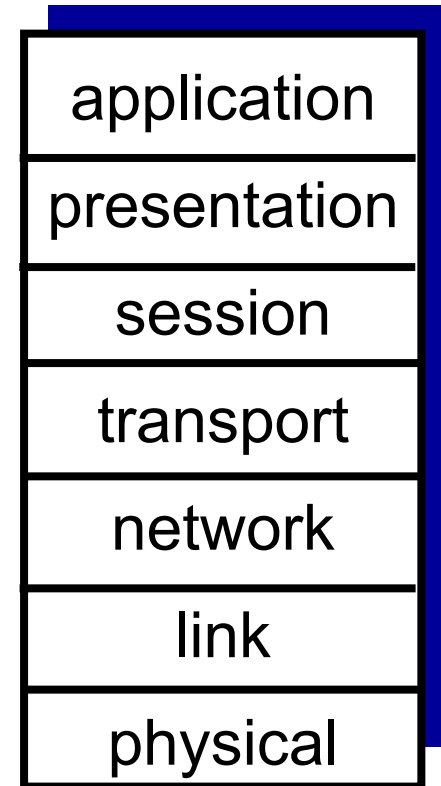 application
presentation
session
transport
network
link
physical